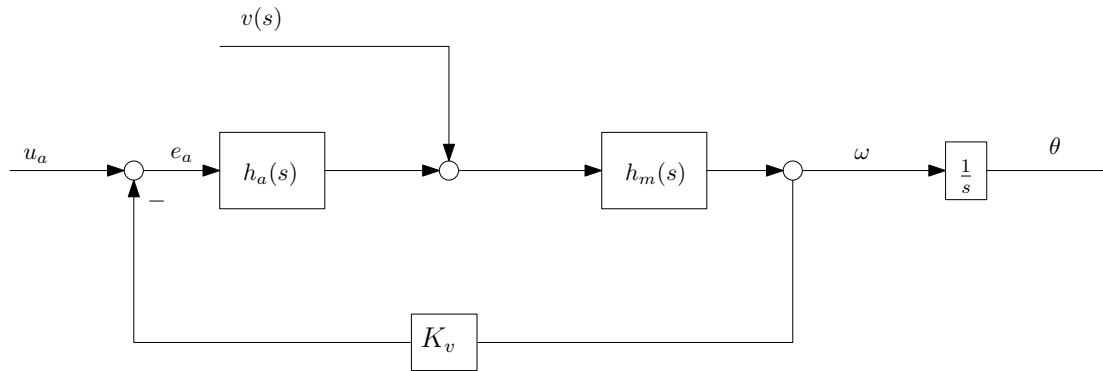 v(s)
u_a
e_a
h_a(s)
h_m(s)
ω
1/s
θ
−
K_v